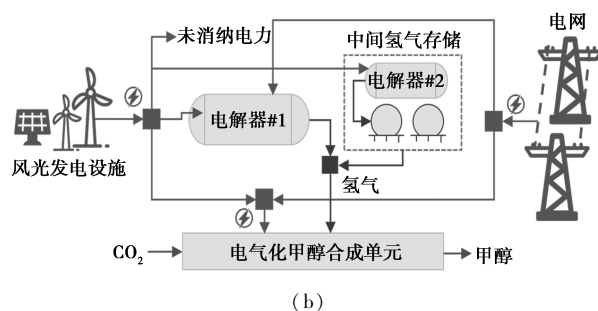 电网
未消纳电力
中间氢气存储
电解器#2
电解器#1
风光发电设施
氢气
CO2
电气化甲醇合成单元
甲醇
(b)